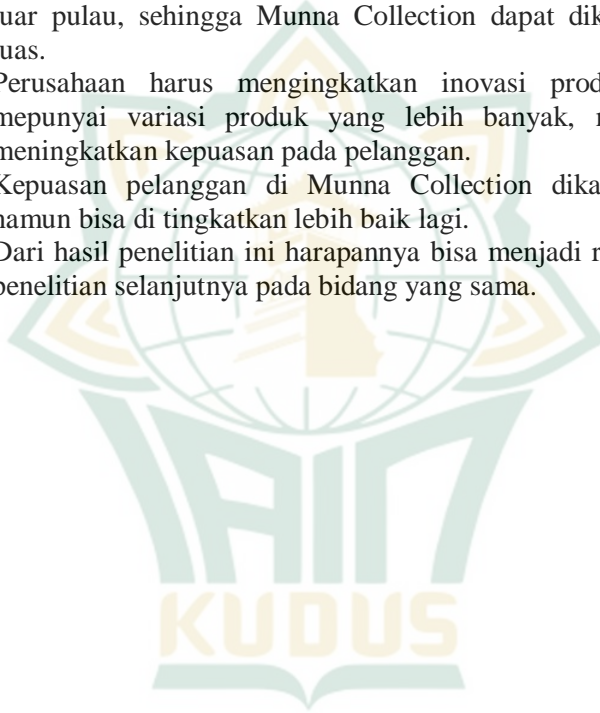 uar pulau, sehingga Munna Collection dapat dik
uas.
Perusahaan harus mengingkatkan inovasi prod
mepunyai variasi produk yang lebih banyak,
meningkatkan kepuasan pada pelanggan.
Kepuasan pelanggan di Munna Collection dika
namun bisa di tingkatkan lebih baik lagi.
Dari hasil penelitian ini harapannya bisa menjadi
penelitian selanjutnya pada bidang yang sama.
IAIN
KUDUS